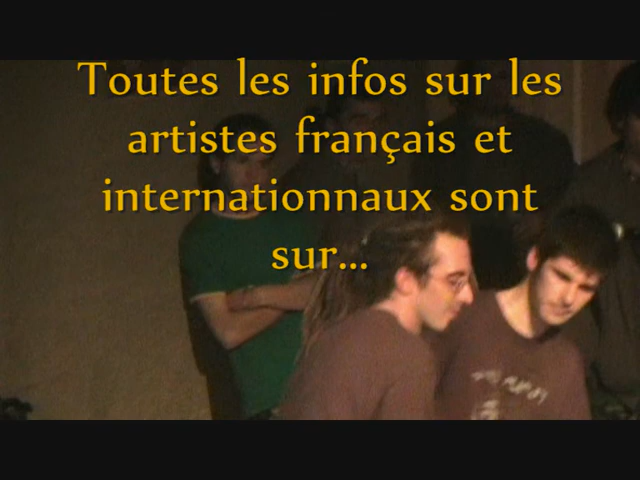 Toutes les infos sur les
artistes français et
internationnaux sont
sur...